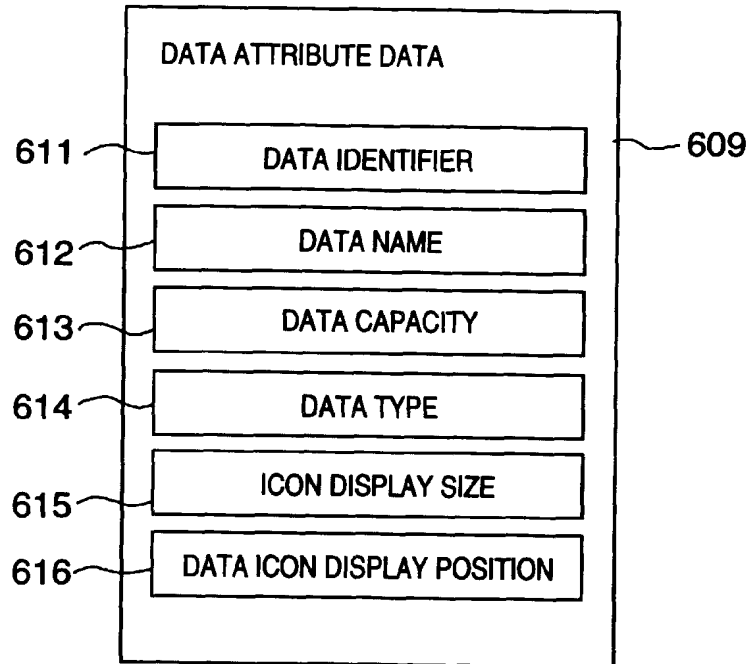 DATA ATTRIBUTE DATA
611
DATA IDENTIFIER
609
612
DATA NAME
613
DATA CAPACITY
614
DATA TYPE
615
ICON DISPLAY SIZE
616
DATA ICON DISPLAY POSITION